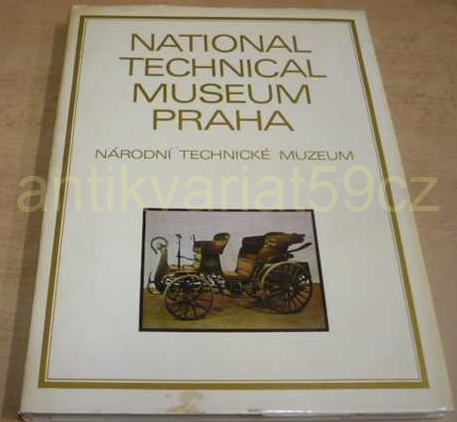 NATIONAL
TECHNICAL
MUSEUM
PRAHA
NÁRODNÍ TECHNICKÉ MUZEUM
antikvariat59cz